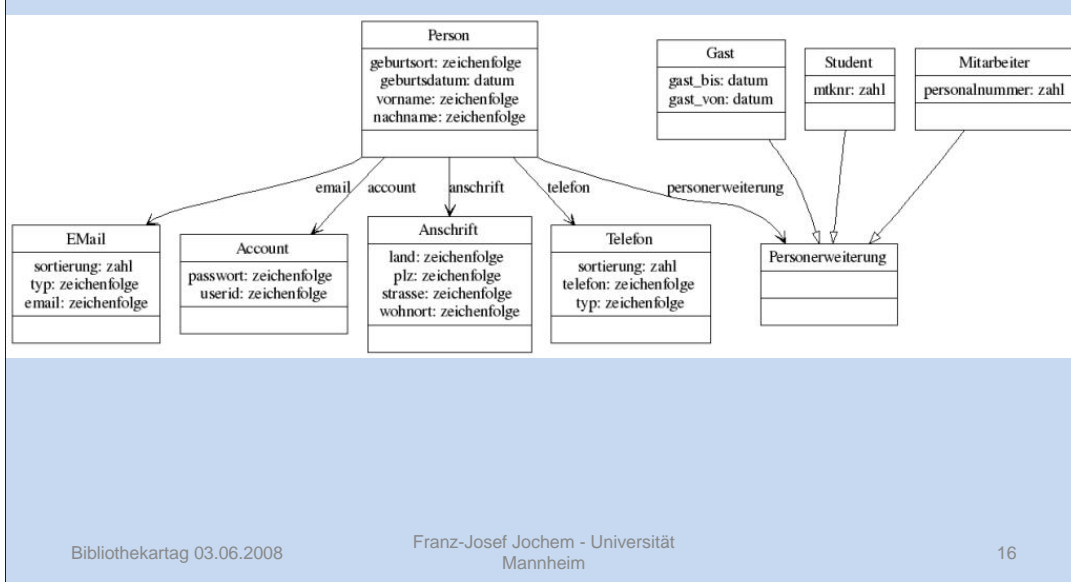 Person
geburtsort: zeichenfolge
geburtsdatum: datum
vorname: zeichenfolge
nachname: zeichenfolge
Gast
gast_bis: datum
gast_von: datum
Student
mtknr: zahl
Mitarbeiter
personalnummer: zahl
email
account
anschrift
telefon
personerweiterung
EMail
sortierung: zahl
typ: zeichenfolge
email: zeichenfolge
Account
passwort: zeichenfolge
userid: zeichenfolge
Anschrift
land: zeichenfolge
plz: zeichenfolge
strasse: zeichenfolge
wohnort: zeichenfolge
Telefon
sortierung: zahl
telefon: zeichenfolge
typ: zeichenfolge
Personerweiterung
Bibliothekartag 03.06.2008
Franz-Josef Jochem - Universität
Mannheim
16